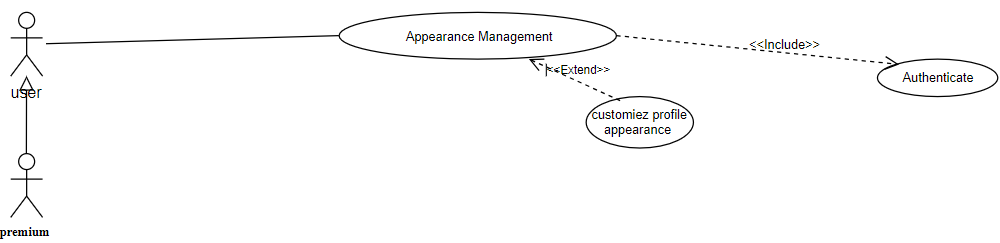 Appearance Management
<<Include>>
<<Extend>>
Authenticate
user
customiez profile
appearance
premium